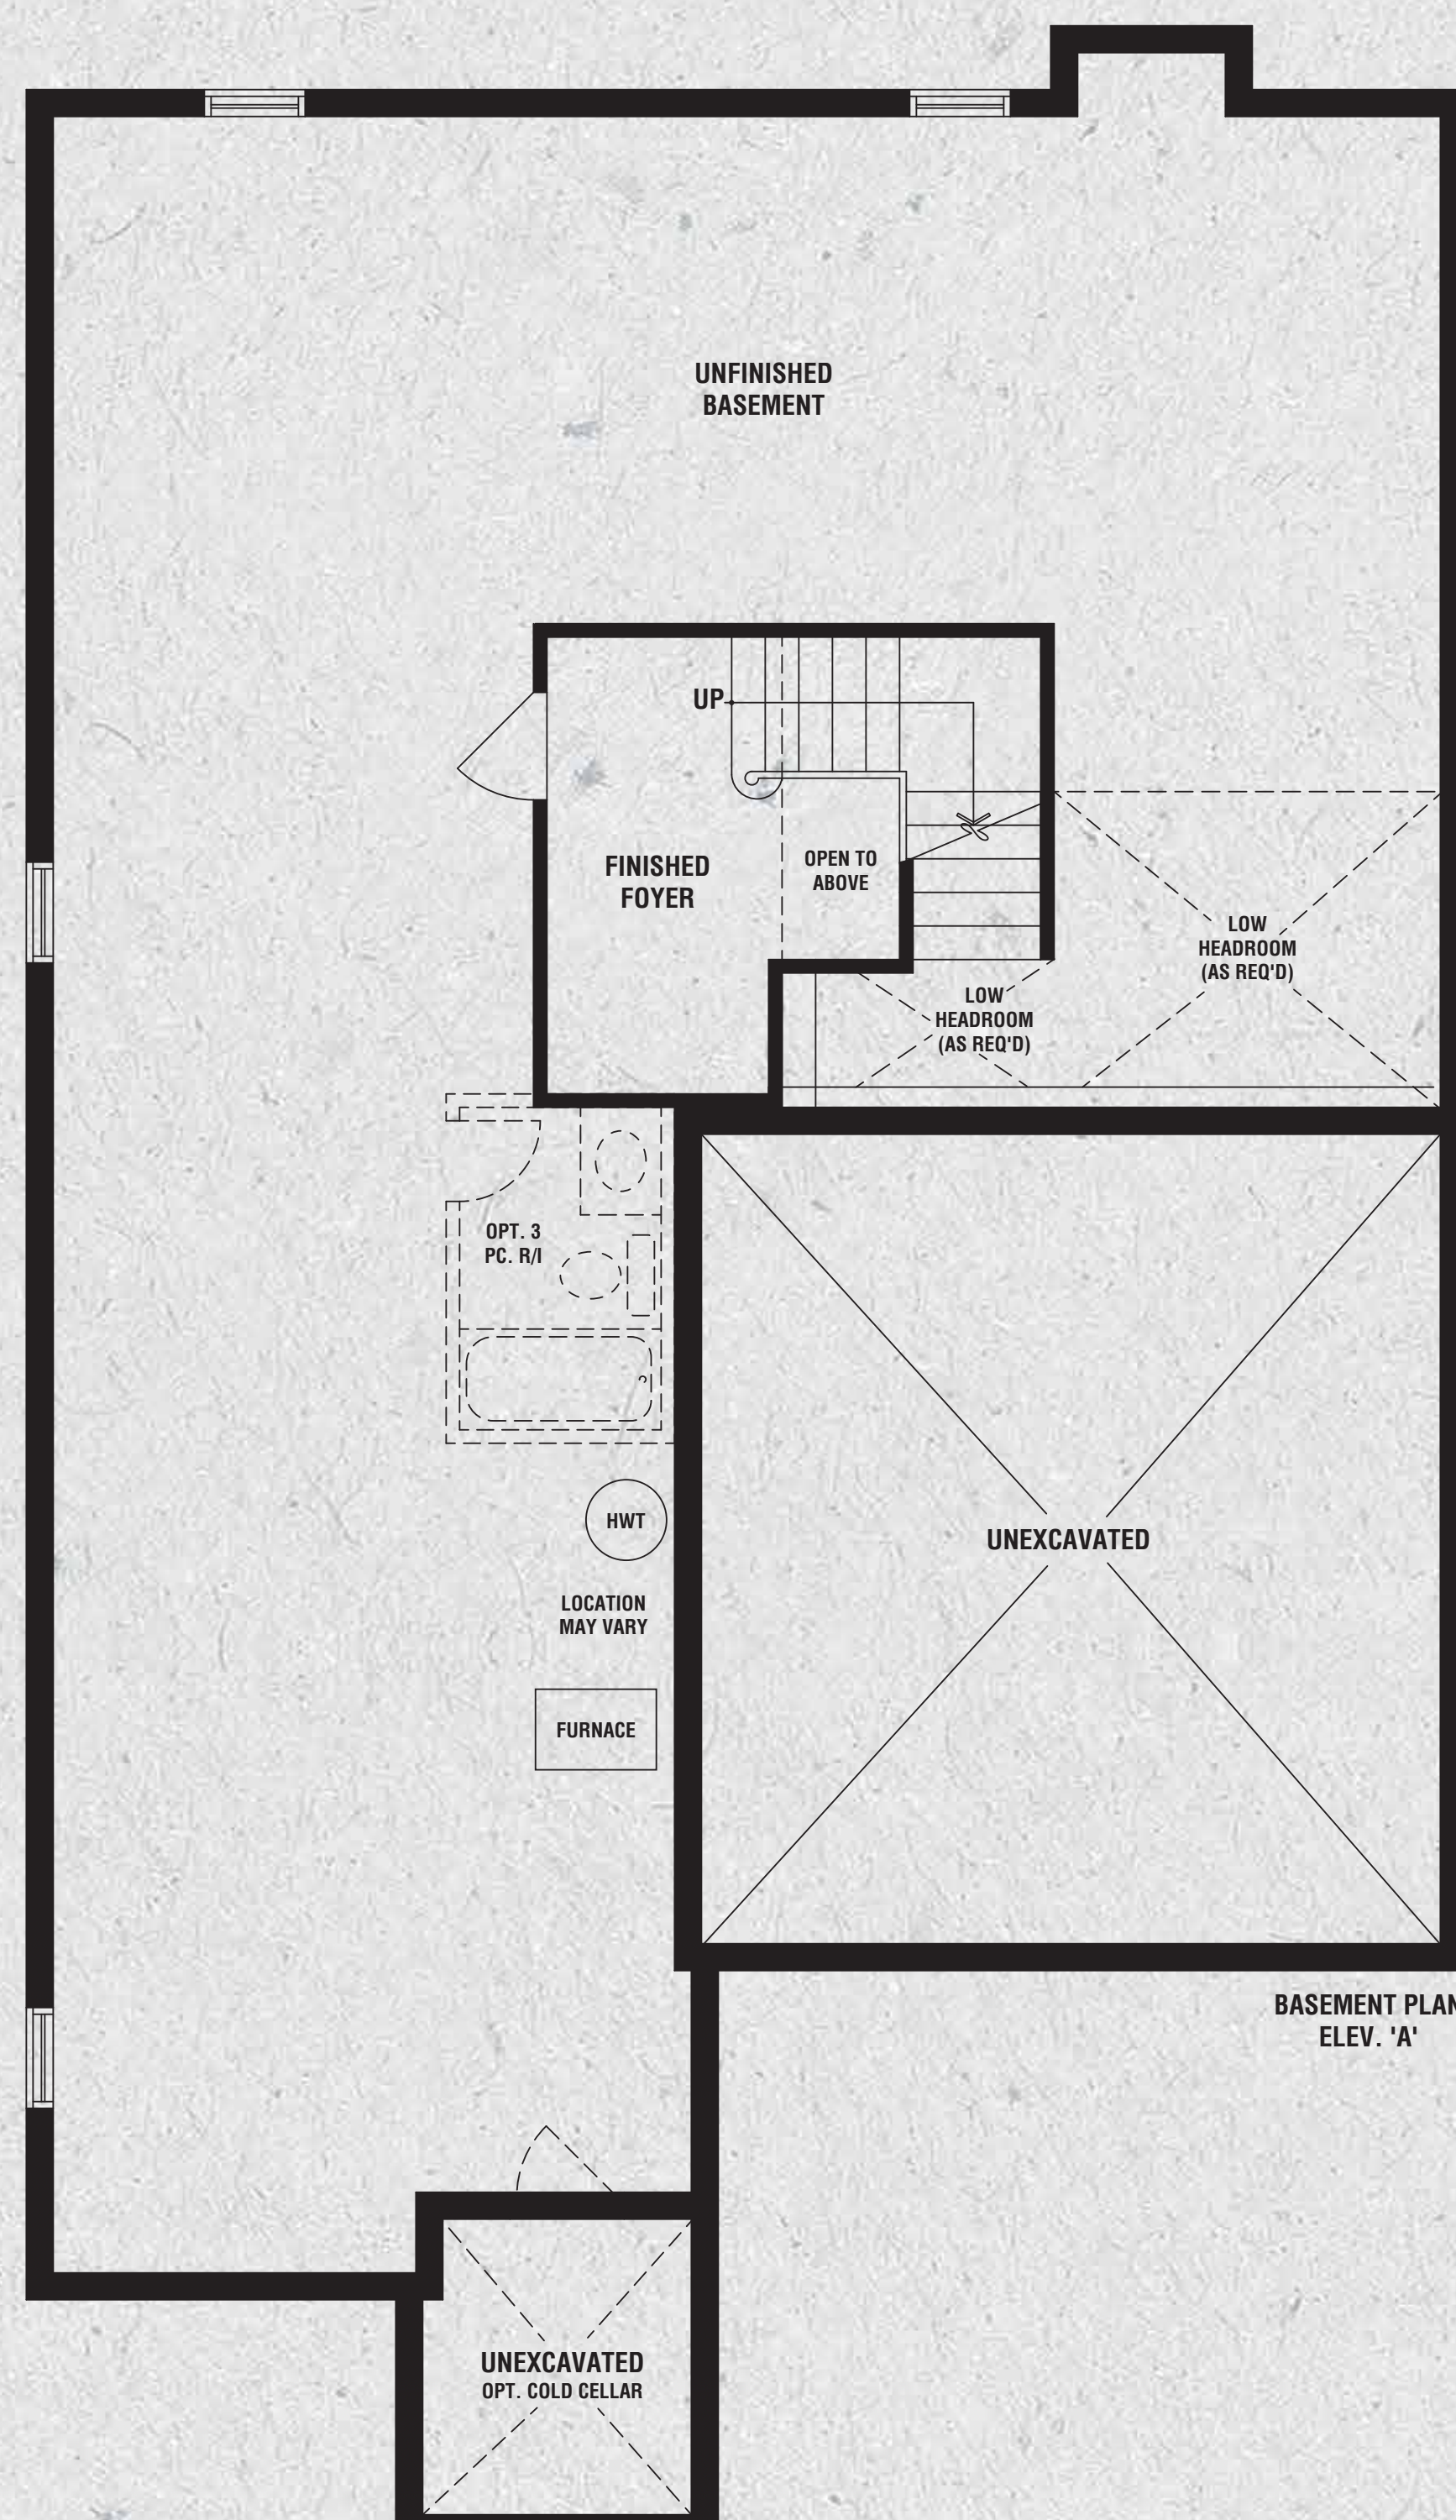 UNFINISHED
BASEMENT
UP
FINISHED
FOYER
OPEN TO
ABOVE
LOW
HEADROOM
(AS REQ'D)
LOW
HEADROOM
(AS REQ'D)
OPT. 3
PC. R/I
HWT
LOCATION
MAY VARY
FURNACE
UNEXCAVATED
BASEMENT PLAN
ELEV. 'A'
UNEXCAVATED
OPT. COLD CELLAR